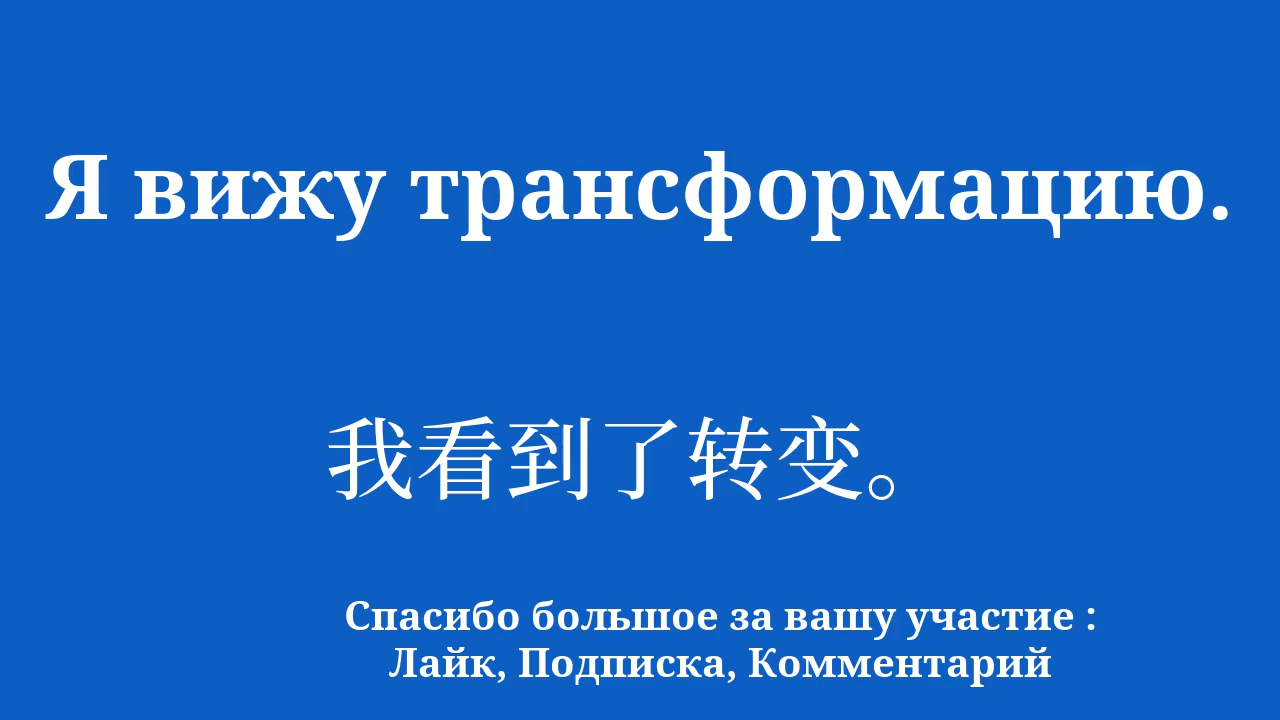 Я вижу трансформацию.
我看到了转变。
Спасибо большое за вашу участие :
Лайк, Подписка, Комментарий